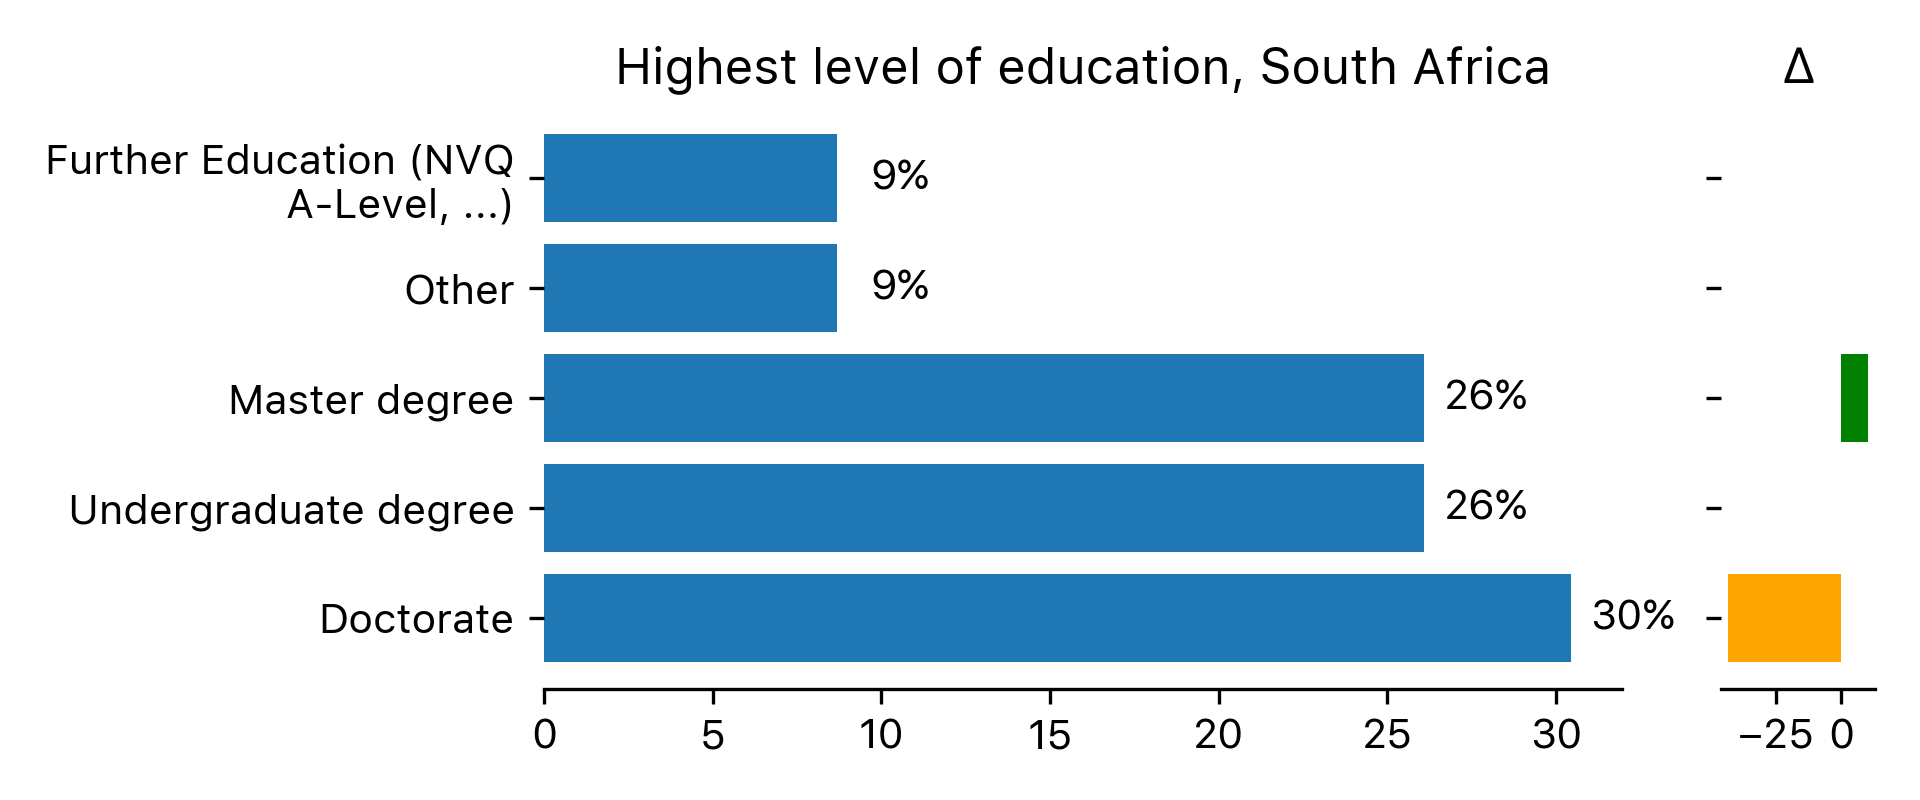 Highest level of education, South Africa
Δ
Further Education (NVQ
A-Level, ...)
9%
Other
9%
Master degree
26%
Undergraduate degree
26%
Doctorate
30%
0 5 10 15 20 25 30
−25 0